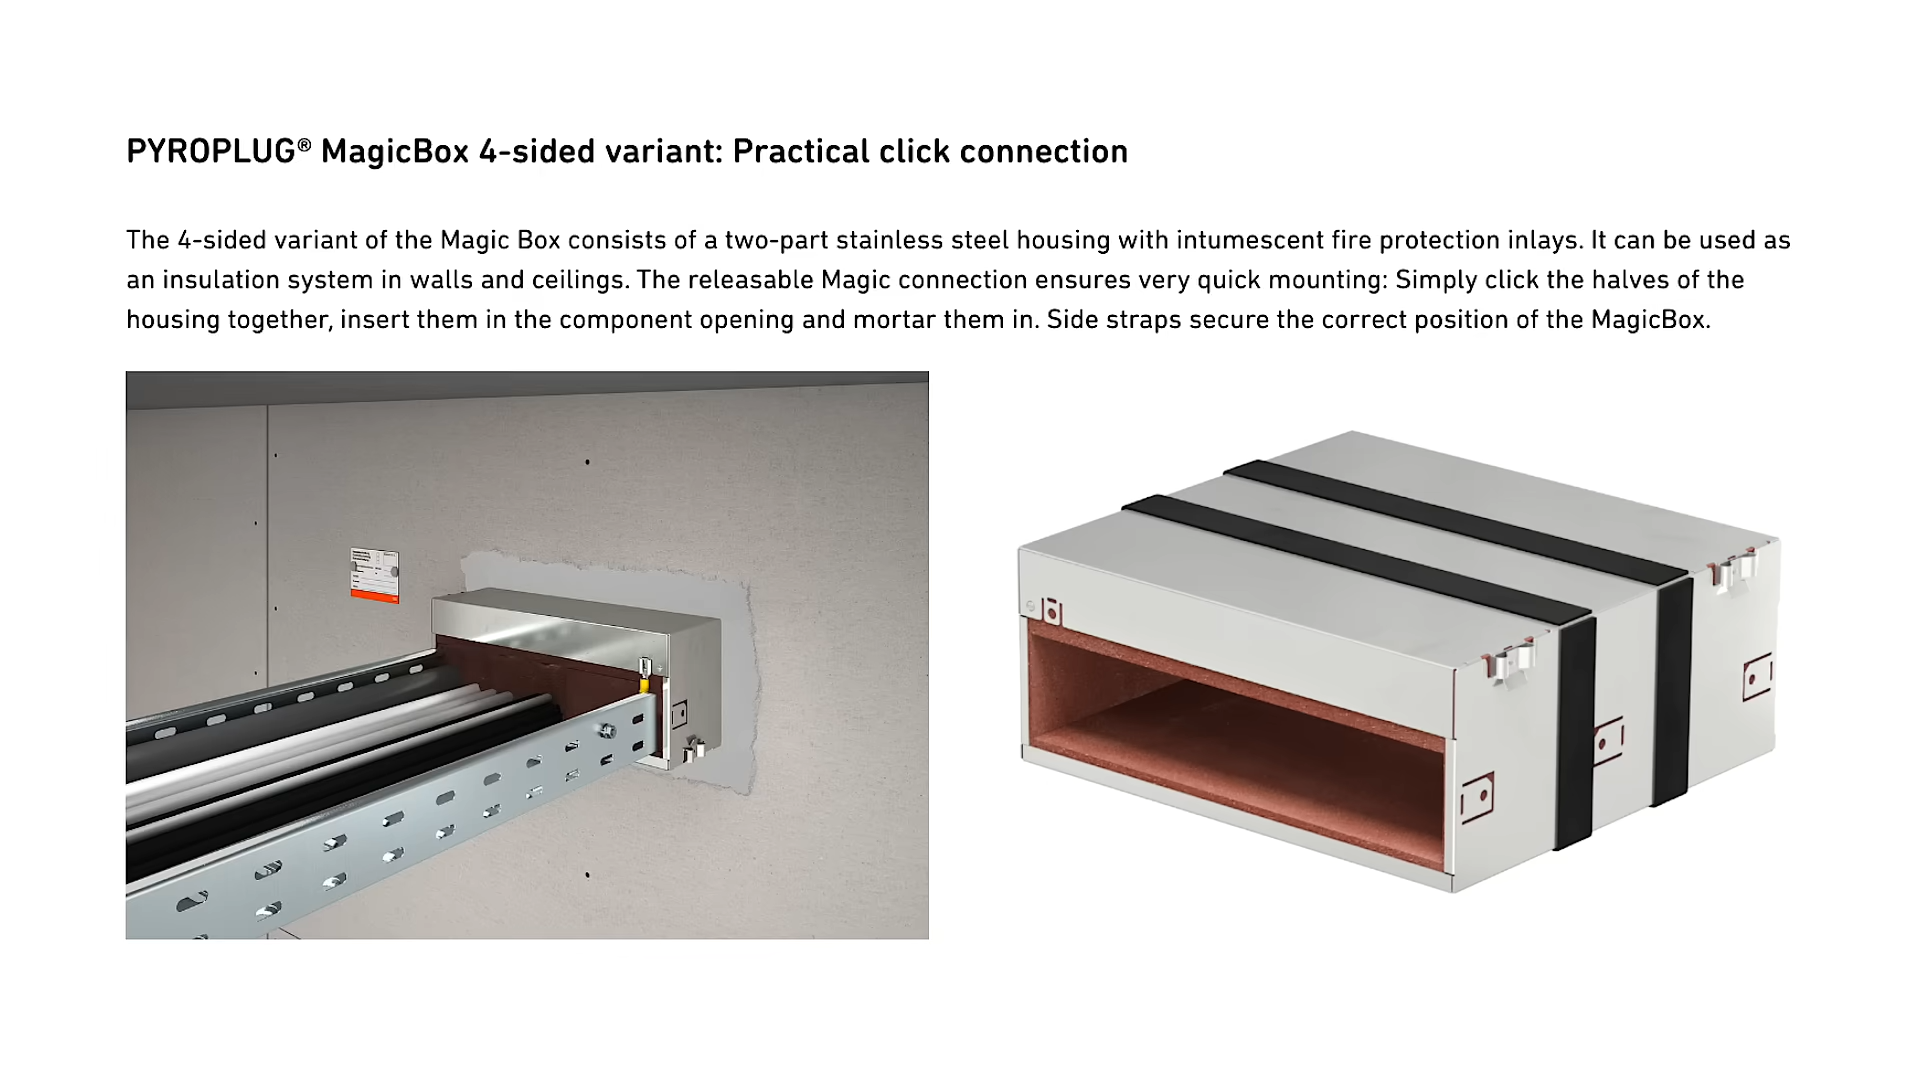 PYROPLUG® MagicBox 4-sided variant: Practical click connection
The 4-sided variant of the Magic Box consists of a two-part stainless steel housing with intumescent fire protection inlays. It can be used as
an insulation system in walls and ceilings. The releasable Magic connection ensures very quick mounting: Simply click the halves of the
housing together, insert them in the component opening and mortar them in. Side straps secure the correct position of the MagicBox.